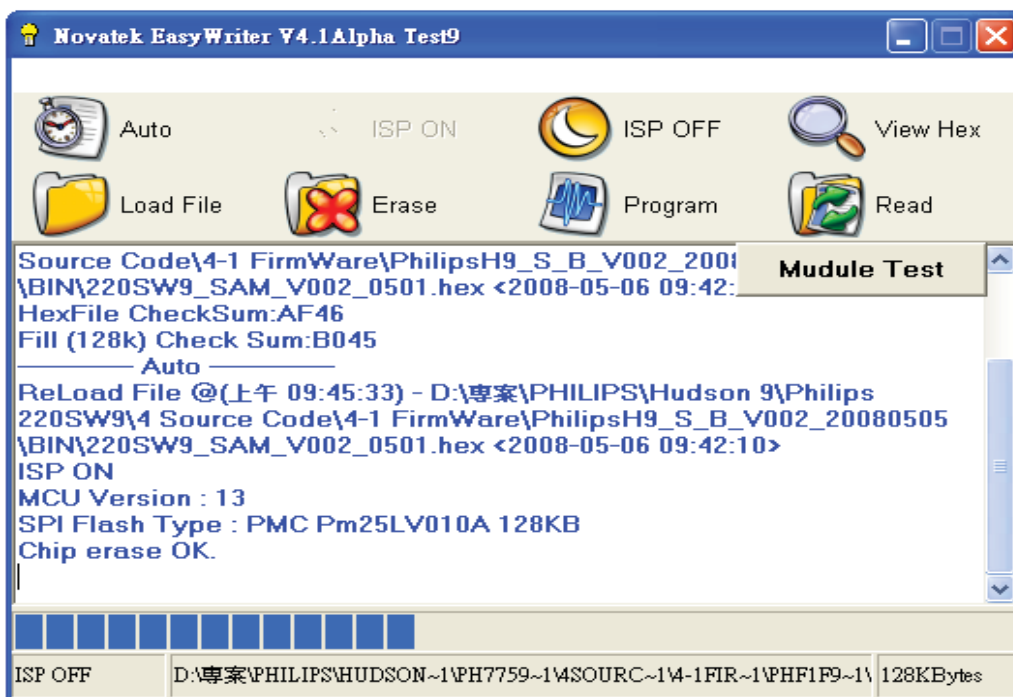 Novatek EasyWriter V4.1Alpha Test9
Auto ISP ON ISP OFF View Hex
Load File Erase Program Read
Mudule Test
Source Code\4-1 FirmWare\PhilipsH9_S_B_V002_2008
\BIN\220SW9_SAM_V002_0501.hex <2008-05-06 09:42:
HexFile CheckSum:AF46
Fill (128k) Check Sum:B045
———— Auto ————
ReLoad File @(上午 09:45:33) - D:\專案\PHILIPS\Hudson 9\Philips
220SW9\4 Source Code\4-1 FirmWare\PhilipsH9_S_B_V002_20080505
\BIN\220SW9_SAM_V002_0501.hex <2008-05-06 09:42:10>
ISP ON
MCU Version : 13
SPI Flash Type : PMC Pm25LV010A 128KB
Chip erase OK.
ISP OFF D:\專案\PHILIPS\HUDSON~1\PH7759~1\4SOURC~1\4-1FIR~1\PHF1F9~1\ 128KBytes